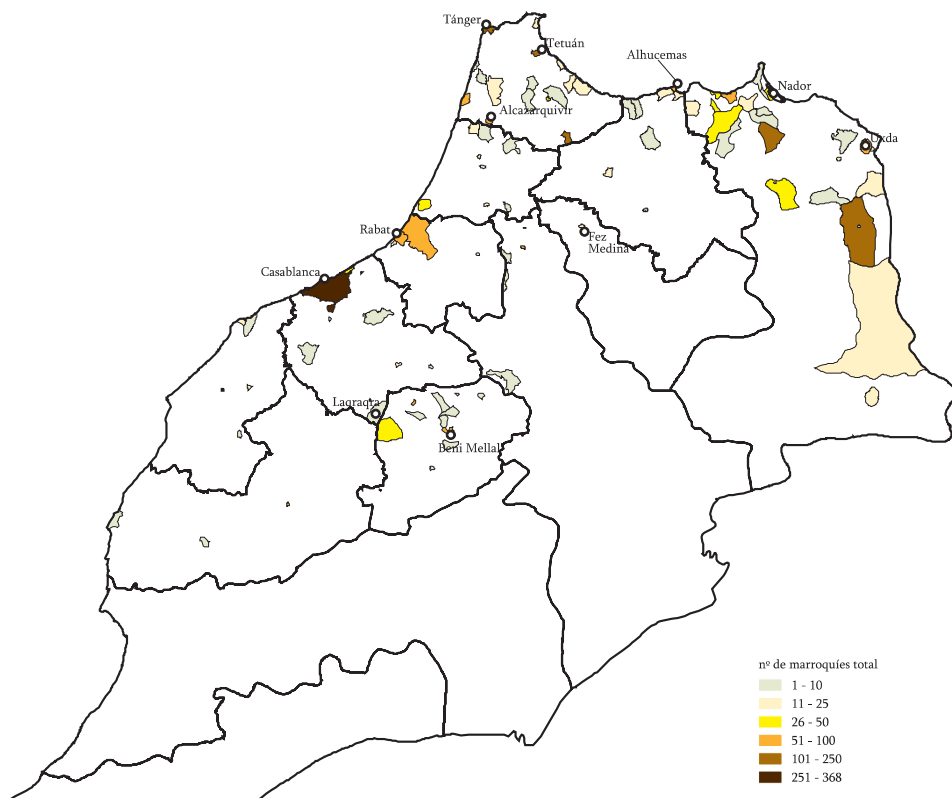 Tánger
Tetuán
Alhucemas
Nador
Alcazarquivir
Uxda
Rabat
Fez
Medina
Casablanca
Laqraqra
Beni Mellal
nº de marroquíes total
1 - 10
11 - 25
26 - 50
51 - 100
101 - 250
251 - 368